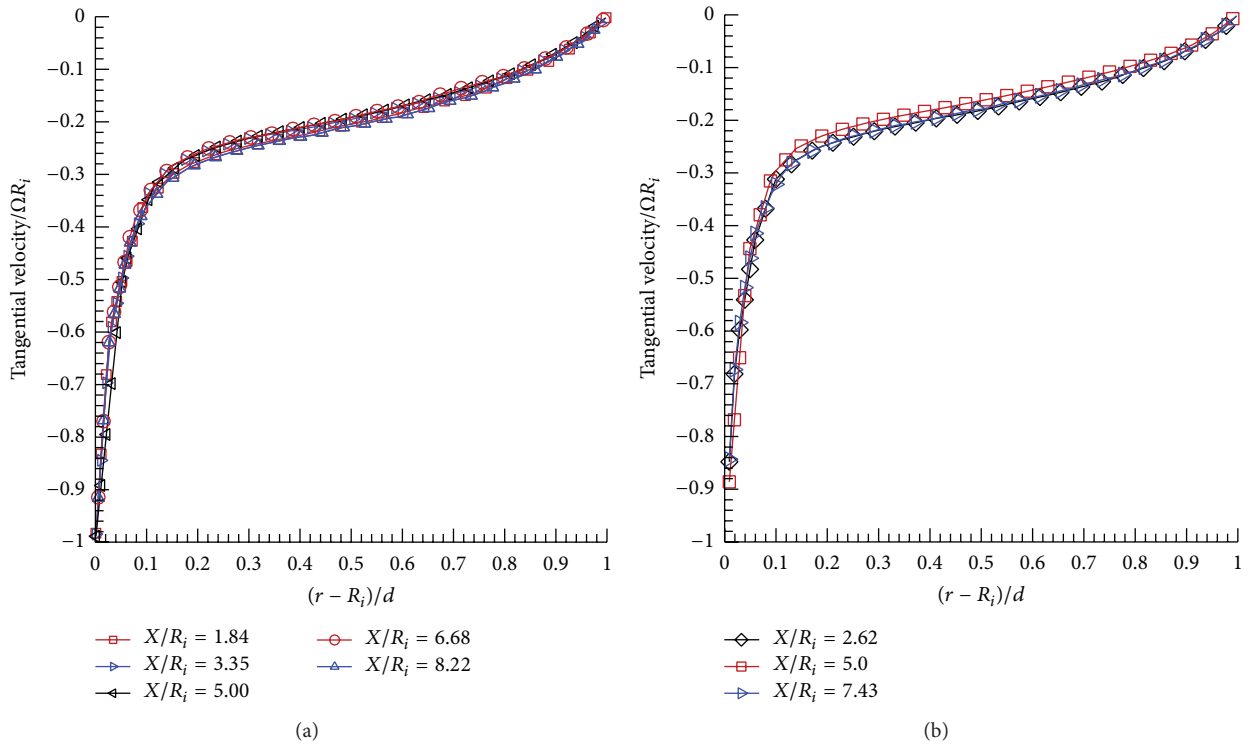 0
−0.1
−0.2
−0.3
−0.4
−0.5
−0.6
−0.7
−0.8
−0.9
−1
Tangential velocity/ΩR_i
0 0.1 0.2 0.3 0.4 0.5 0.6 0.7 0.8 0.9 1
(r − R_i)/d
X/R_i = 1.84
X/R_i = 3.35
X/R_i = 5.00
X/R_i = 6.68
X/R_i = 8.22
(a)
0
−0.1
−0.2
−0.3
−0.4
−0.5
−0.6
−0.7
−0.8
−0.9
−1
Tangential velocity/ΩR_i
0 0.1 0.2 0.3 0.4 0.5 0.6 0.7 0.8 0.9 1
(r − R_i)/d
X/R_i = 2.62
X/R_i = 5.0
X/R_i = 7.43
(b)